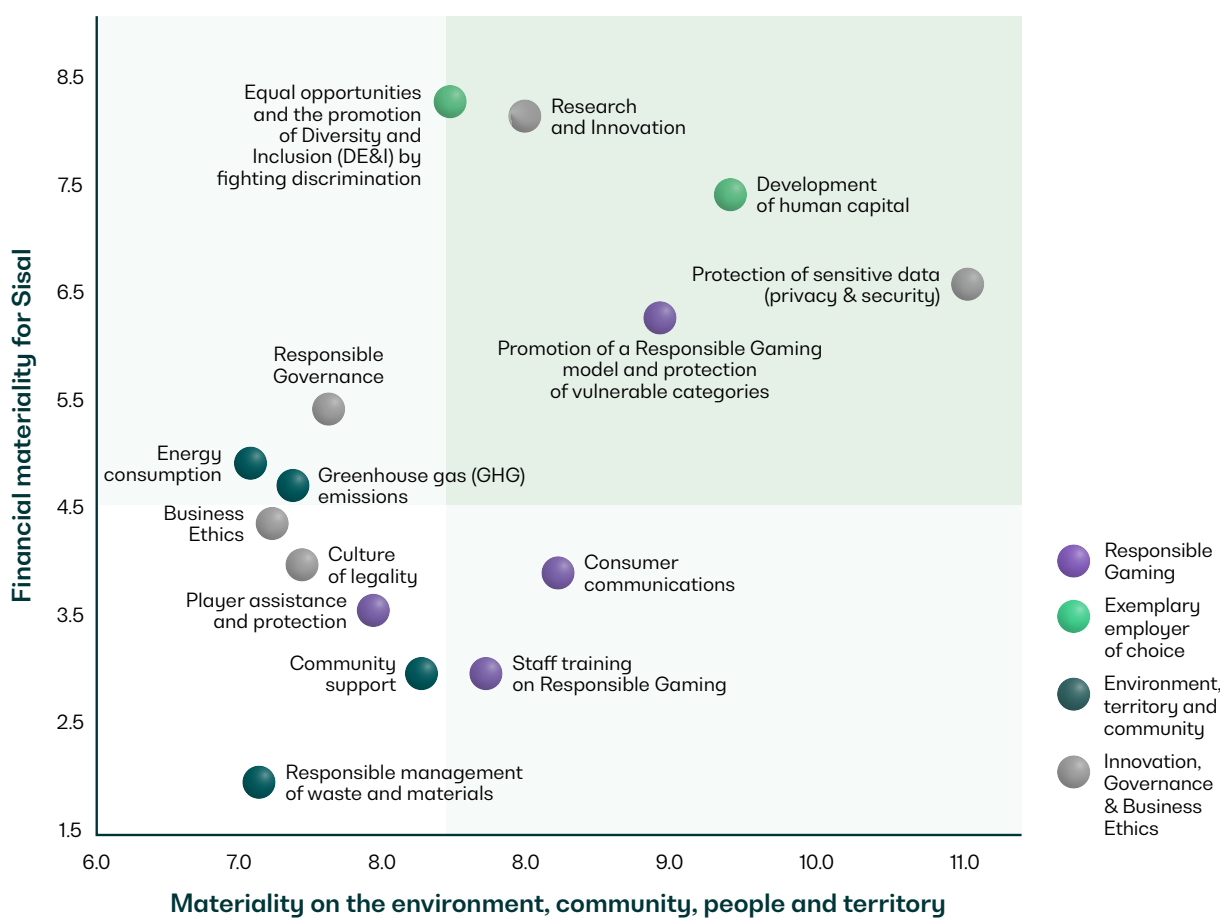 8.5
7.5
6.5
5.5
4.5
3.5
2.5
1.5
Financial materiality for Sisal
Equal opportunities
and the promotion
of Diversity and
Inclusion (DE&I) by
fighting discrimination
Research
and Innovation
Development
of human capital
Protection of sensitive data
(privacy & security)
Promotion of a Responsible Gaming
model and protection
of vulnerable categories
Responsible
Governance
Energy
consumption
Greenhouse gas (GHG)
emissions
Business
Ethics
Culture
of legality
Consumer
communications
Player assistance
and protection
Community
support
Staff training
on Responsible Gaming
Responsible management
of waste and materials
6.0
7.0
8.0
8.0
9.0
10.0
11.0
Materiality on the environment, community, people and territory
Responsible
Gaming
Exemplary
employer
of choice
Environment,
territory and
community
Innovation,
Governance
& Business
Ethics